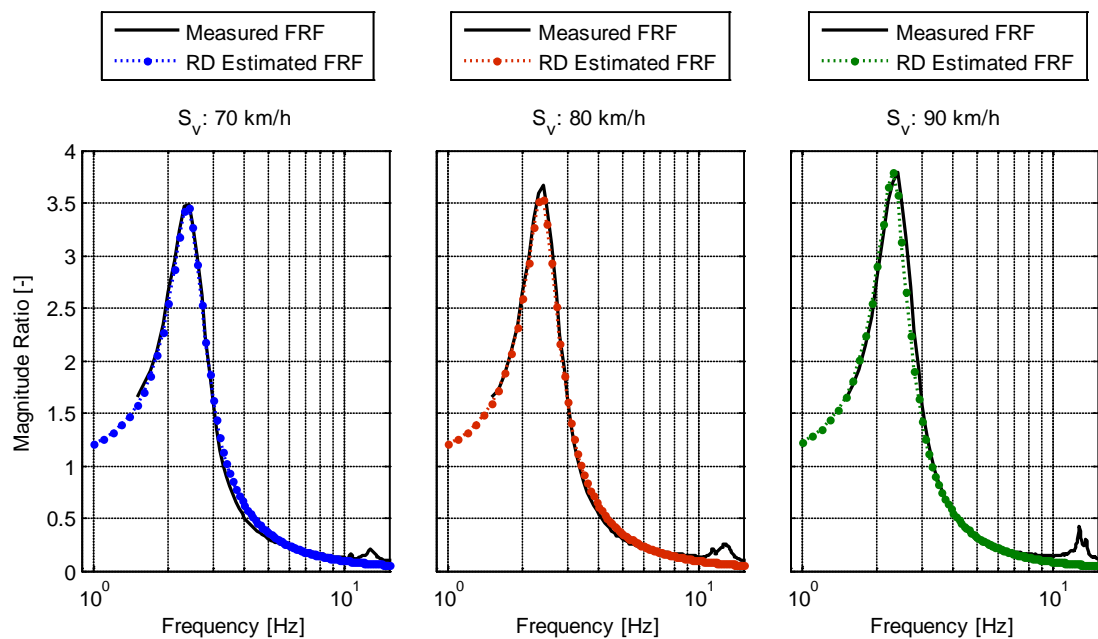 Measured FRF
RD Estimated FRF
Measured FRF
RD Estimated FRF
Measured FRF
RD Estimated FRF
S_v: 70 km/h
S_v: 80 km/h
S_v: 90 km/h
4
3.5
3
2.5
2
1.5
1
0.5
0
Magnitude Ratio [-]
10^0 10^1
10^0 10^1
10^0 10^1
Frequency [Hz]
Frequency [Hz]
Frequency [Hz]